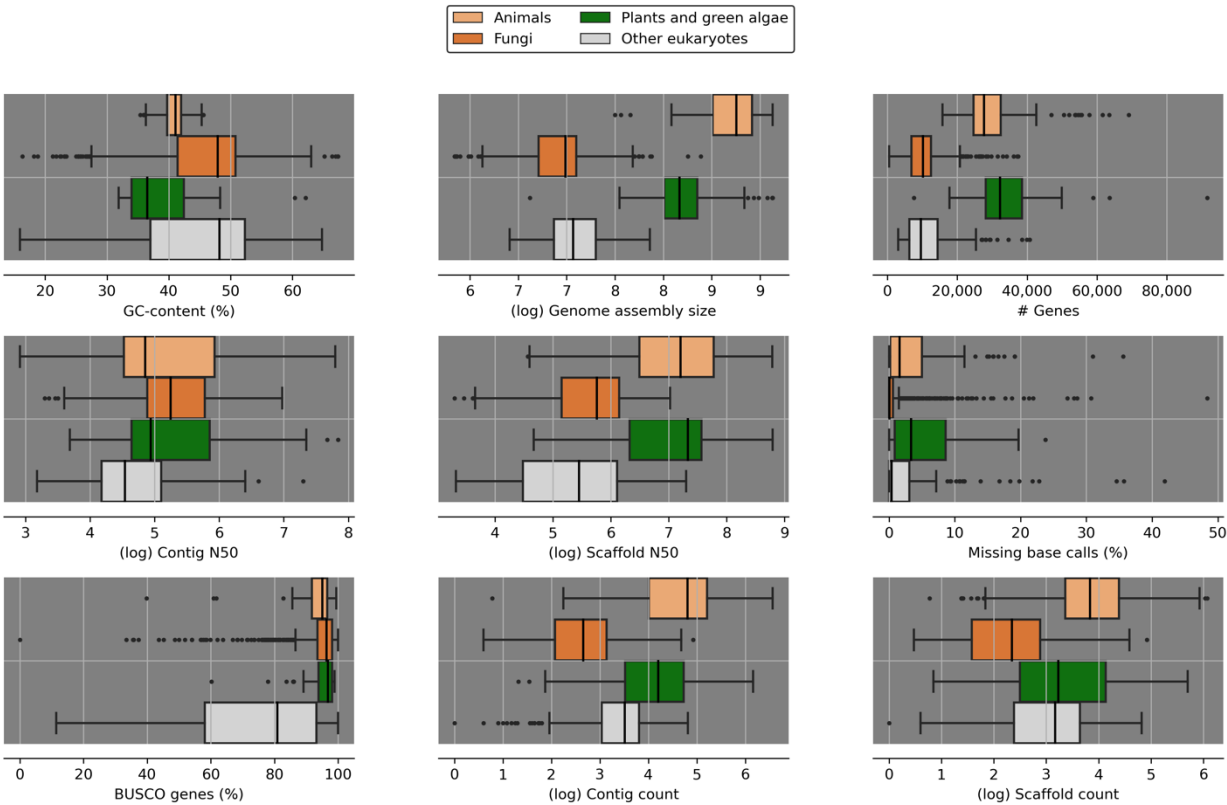 Animals
Plants and green algae
Fungi
Other eukaryotes
20 30 40 50 60
GC-content (%)
6 7 7 8 8 9 9
(log) Genome assembly size
0 20,000 40,000 60,000 80,000
# Genes
3 4 5 6 7 8
(log) Contig N50
4 5 6 7 8 9
(log) Scaffold N50
0 10 20 30 40 50
Missing base calls (%)
0 20 40 60 80 100
BUSCO genes (%)
0 1 2 3 4 5 6
(log) Contig count
0 1 2 3 4 5 6
(log) Scaffold count